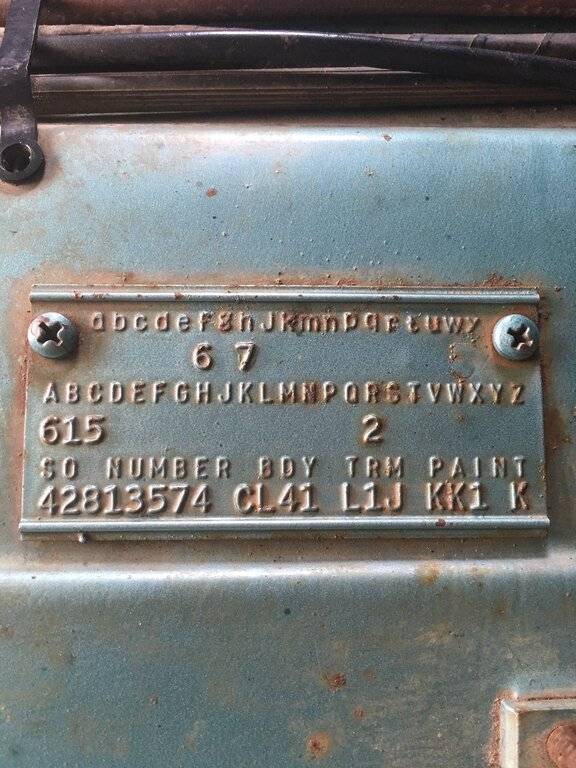 abcdefghJkmnpqrtuwy
6 7
ABCDEFGHJKLMNPQRSTVWXYZ
615 2
SO NUMBER BDY TRM PAINT
42813574 CL41 L1J KK1 K